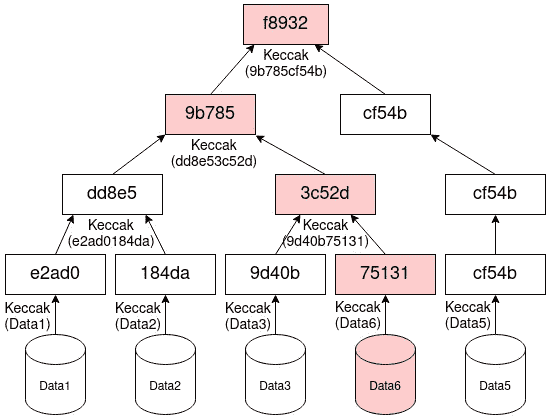 f8932
Keccak
(9b785cf54b)
9b785
cf54b
Keccak
(dd8e53c52d)
dd8e5
3c52d
cf54b
Keccak
(e2ad0184da)
Keccak
(9d40b75131)
e2ad0
184da
9d40b
75131
cf54b
Keccak
(Data1)
Keccak
(Data2)
Keccak
(Data3)
Keccak
(Data6)
Keccak
(Data5)
Data1
Data2
Data3
Data6
Data5